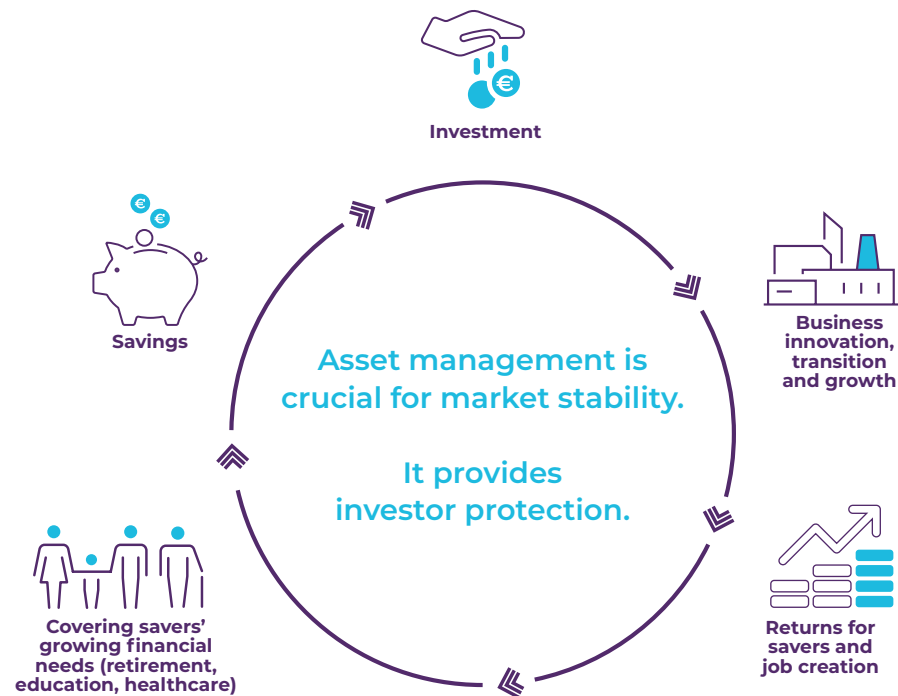 €
Investment
€
€
Savings
Business
innovation,
transition
and growth
Asset management is
crucial for market stability.
It provides
investor protection.
Covering savers’
growing financial
needs (retirement,
education, healthcare)
Returns for
savers and
job creation